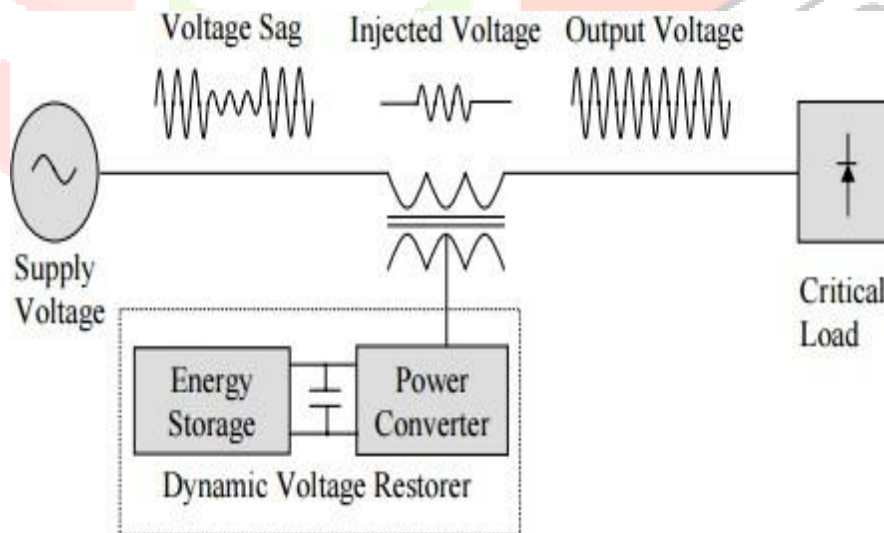 Voltage Sag
Injected Voltage
Output Voltage
Supply
Voltage
Critical
Load
Energy
Storage
Power
Converter
Dynamic Voltage Restorer